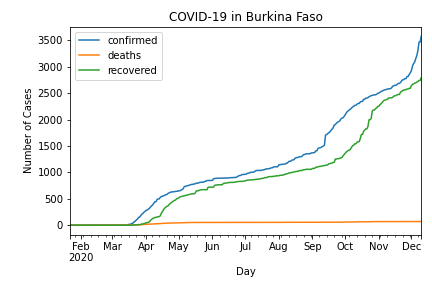 COVID-19 in Burkina Faso
confirmed
deaths
recovered
Number of Cases
3500
3000
2500
2000
1500
1000
500
0
Feb Mar Apr May Jun Jul Aug Sep Oct Nov Dec
2020
Day